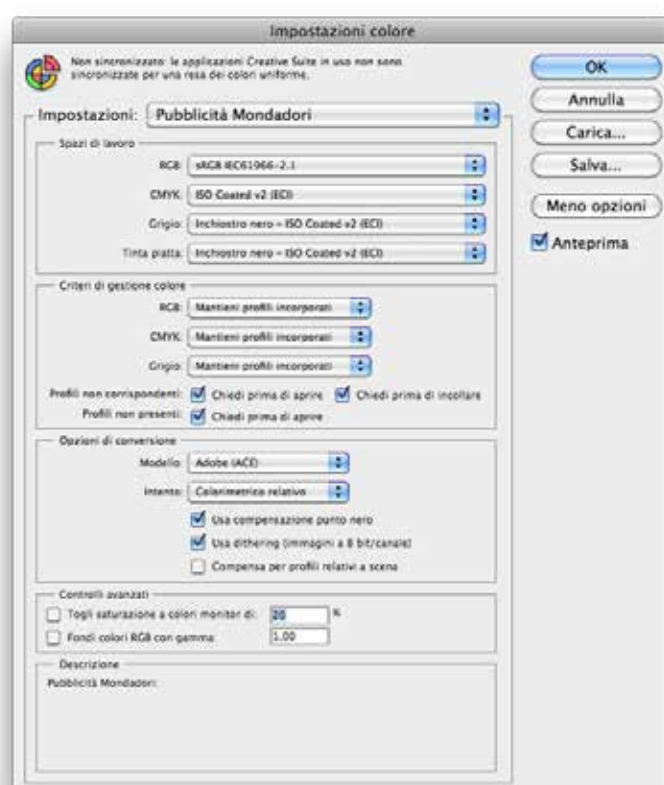 Impostazioni colore
Non sincronizzato: le applicazioni Creative Suite in uso non sono
sincronizzate per una resa dei colori uniforme.
Impostazioni: Pubblicità Mondadori
Spazi di lavoro
RGB: sRGB IEC61966-2.1
CMYK: ISO Coated v2 (ECI)
Grigio: Inchiostro nero - ISO Coated v2 (ECI)
Tinta piatta: Inchiostro nero - ISO Coated v2 (ECI)
Criteri di gestione colore
RGB: Mantieni profili incorporati
CMYK: Mantieni profili incorporati
Grigio: Mantieni profili incorporati
Profili non corrispondenti: Chiedi prima di aprire Chiedi prima di incollare
Profili non presenti: Chiedi prima di aprire
Opzioni di conversione
Modello: Adobe (ACE)
Intento: Colorimetrico relativo
Usa compensazione punto nero
Usa dithering (immagini a 8 bit/canale)
Compensa per profili relativi a scena
Controlli avanzati
Togli saturazione a colori monitor di: 20 %
Fondi colori RGB con gamma: 1.00
Descrizione
Pubblicità Mondadori:
OK
Annulla
Carica...
Salva...
Meno opzioni
Anteprima